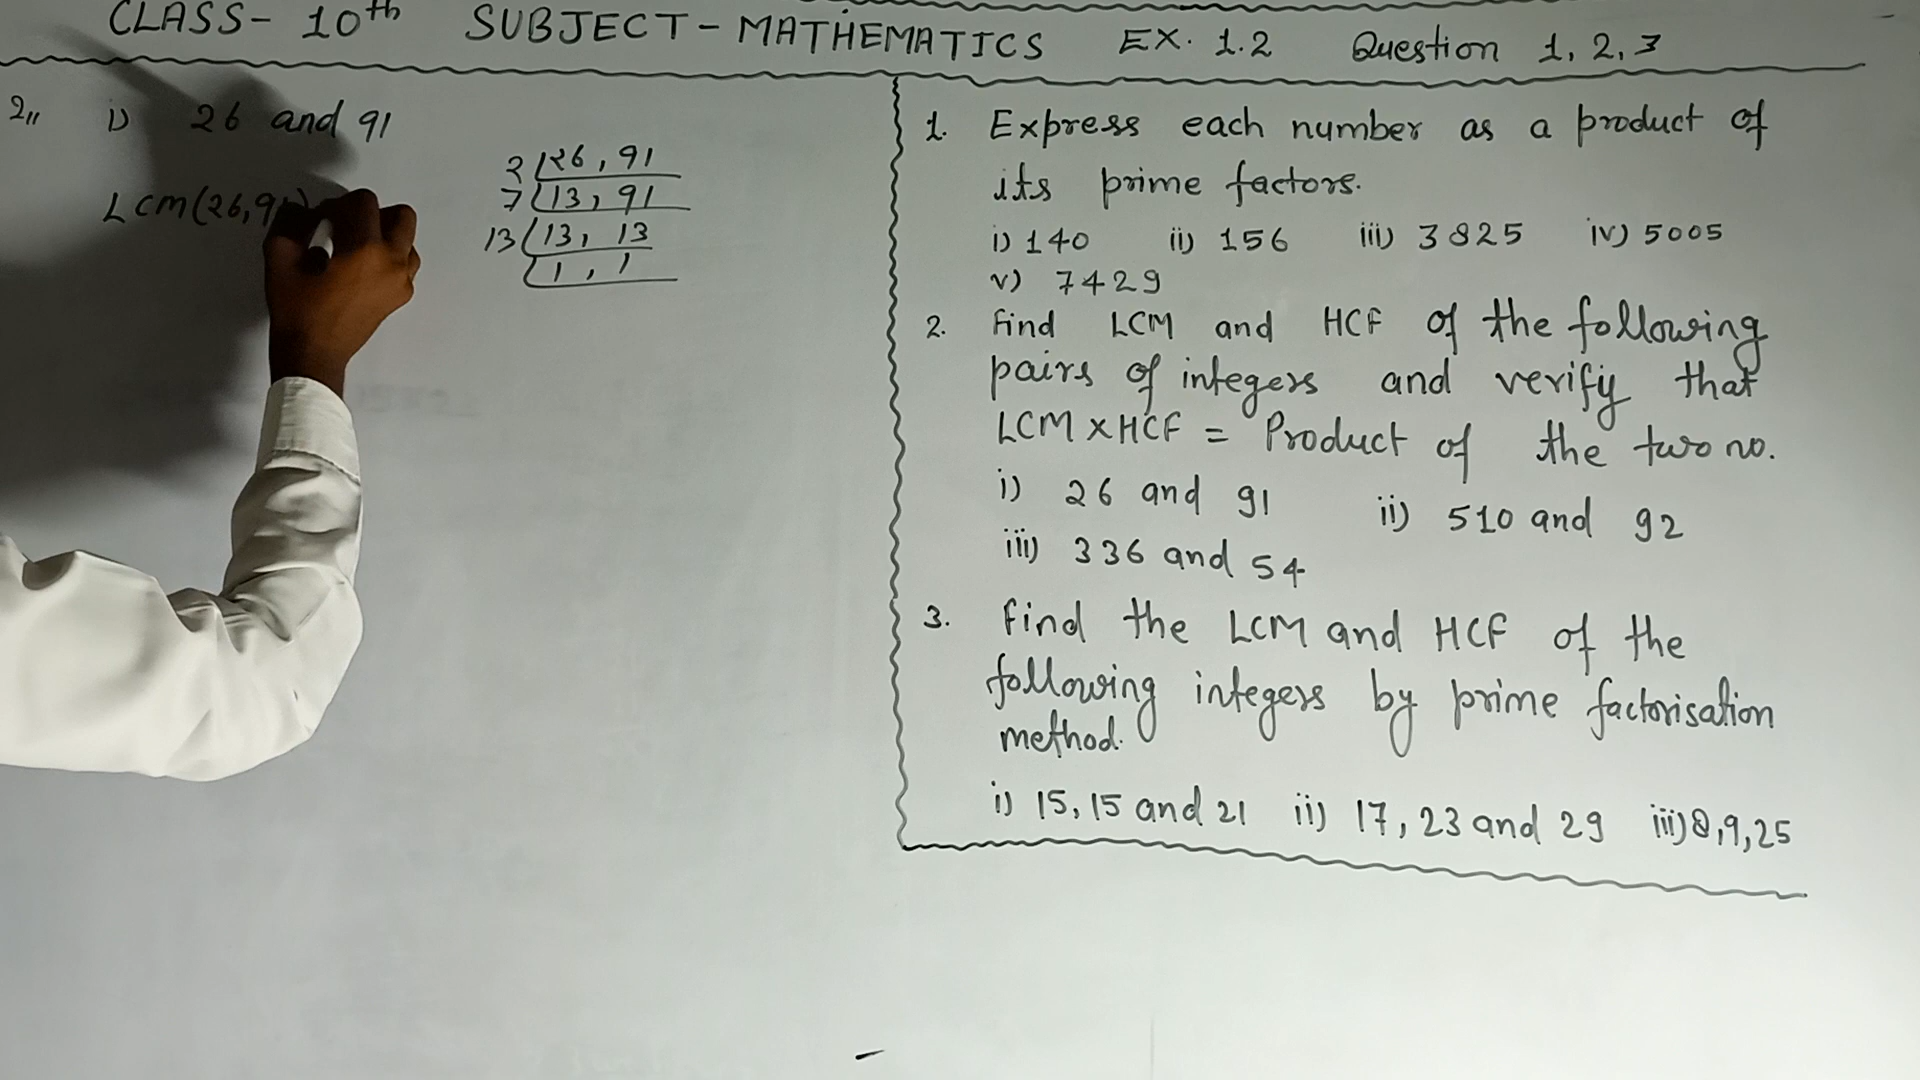 CLASS- 10th SUBJECT - MATHEMATICS EX. 1.2 Question 1, 2, 3
2,, i) 26 and 91
2 | 26, 91
7 | 13, 91
LCM(26,91)
13 | 13, 13
1, 1
1. Express each number as a product of
its prime factors.
i) 140 ii) 156 iii) 3825 iv) 5005
v) 7429
2. Find LCM and HCF of the following
pairs of integers and verify that
LCM X HCF = Product of the two no.
i) 26 and 91 ii) 510 and 92
iii) 336 and 54
3. Find the LCM and HCF of the
following integers by prime factorisation
method.
i) 15, 15 and 21 ii) 17, 23 and 29 iii) 8, 9, 25